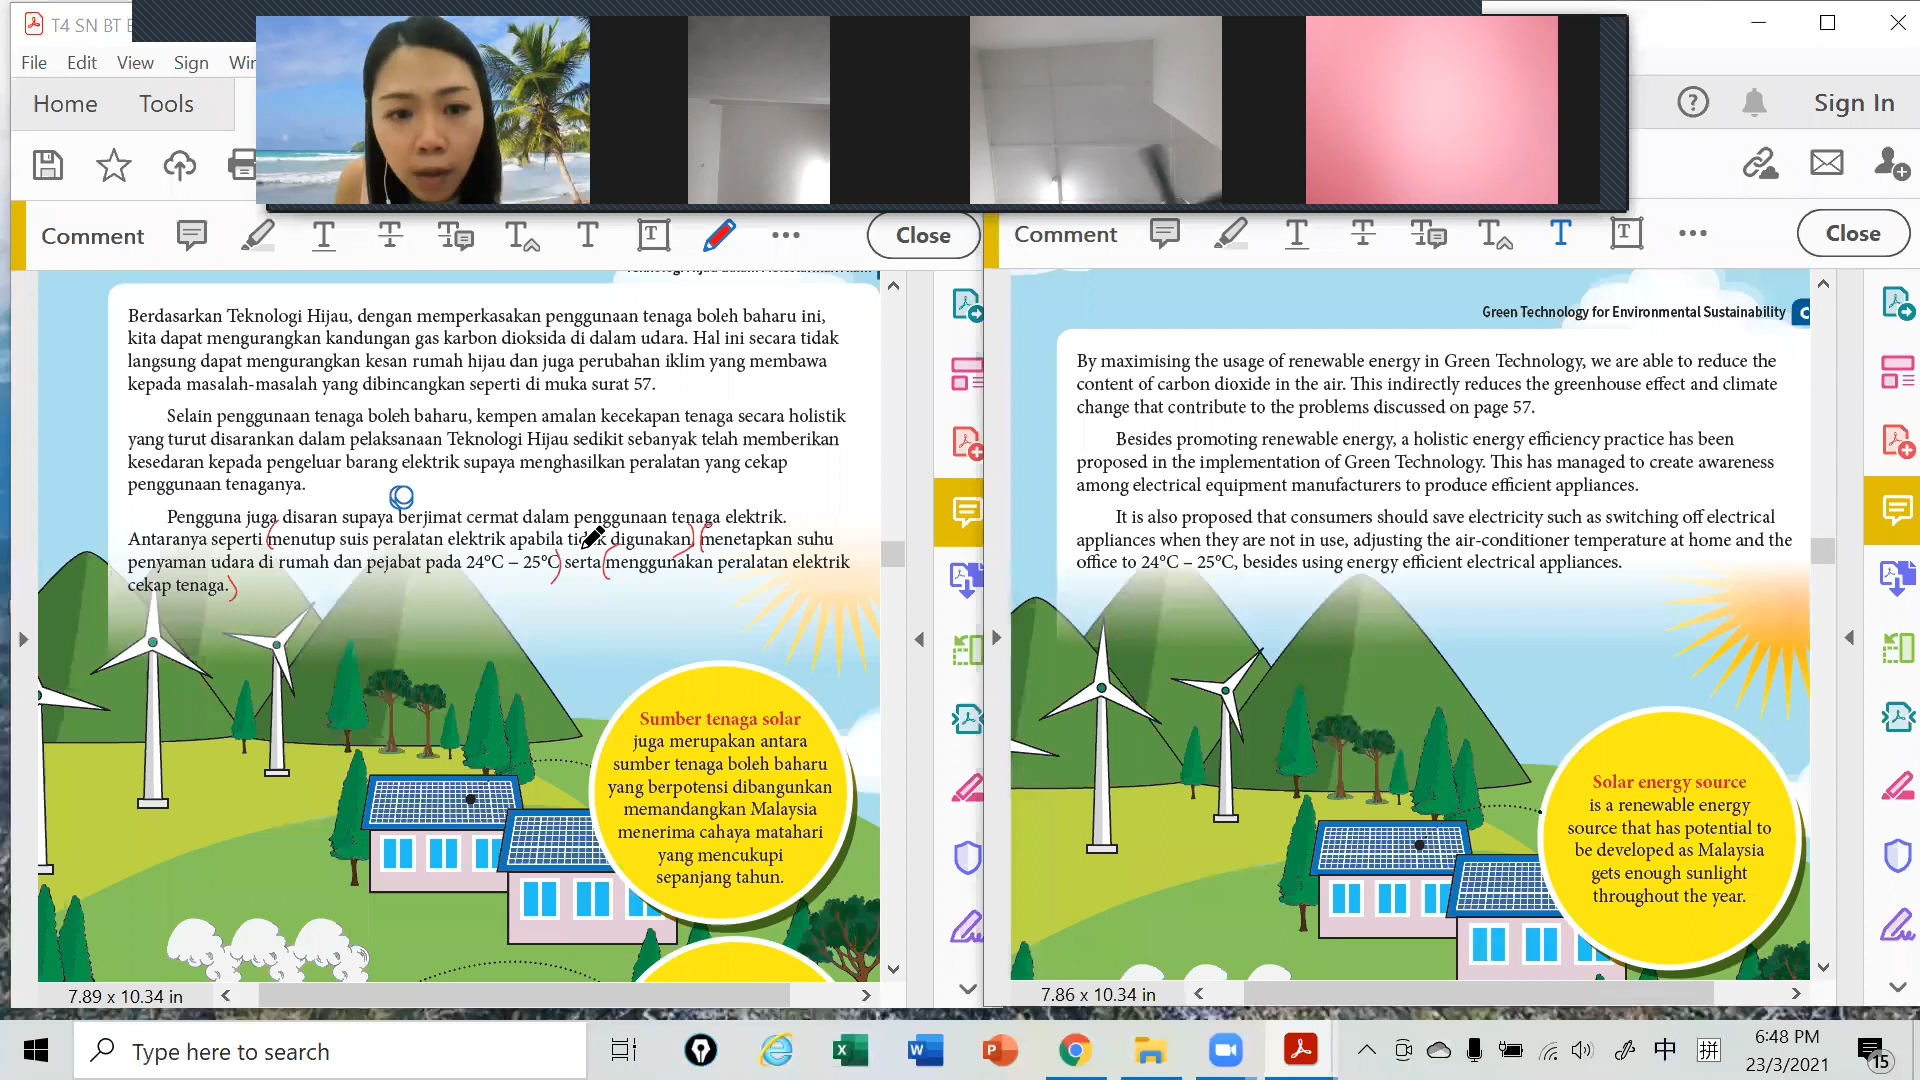 T4 SN BT
File Edit View Sign
Home Tools
Sign In
Comment
Close
Comment
Close
Berdasarkan Teknologi Hijau, dengan memperkasakan penggunaan tenaga boleh baharu ini,
kita dapat mengurangkan kandungan gas karbon dioksida di dalam udara. Hal ini secara tidak
langsung dapat mengurangkan kesan rumah hijau dan juga perubahan iklim yang membawa
kepada masalah-masalah yang dibincangkan seperti di muka surat 57.
Selain penggunaan tenaga boleh baharu, kempen amalan kecekapan tenaga secara holistik
yang turut disarankan dalam pelaksanaan Teknologi Hijau sedikit sebanyak telah memberikan
kesedaran kepada pengeluar barang elektrik supaya menghasilkan peralatan yang cekap
penggunaan tenaganya.
Pengguna juga disaran supaya berjimat cermat dalam penggunaan tenaga elektrik.
Antaranya seperti menutup suis peralatan elektrik apabila tidak digunakan, menetapkan suhu
penyaman udara di rumah dan pejabat pada 24°C – 25°C serta menggunakan peralatan elektrik
cekap tenaga.
Sumber tenaga solar
juga merupakan antara
sumber tenaga boleh baharu
yang berpotensi dibangunkan
memandangkan Malaysia
menerima cahaya matahari
yang mencukupi
sepanjang tahun.
7.89 x 10.34 in
Green Technology for Environmental Sustainability
By maximising the usage of renewable energy in Green Technology, we are able to reduce the
content of carbon dioxide in the air. This indirectly reduces the greenhouse effect and climate
change that contribute to the problems discussed on page 57.
Besides promoting renewable energy, a holistic energy efficiency practice has been
proposed in the implementation of Green Technology. This has managed to create awareness
among electrical equipment manufacturers to produce efficient appliances.
It is also proposed that consumers should save electricity such as switching off electrical
appliances when they are not in use, adjusting the air-conditioner temperature at home and the
office to 24°C – 25°C, besides using energy efficient electrical appliances.
Solar energy source
is a renewable energy
source that has potential to
be developed as Malaysia
gets enough sunlight
throughout the year.
7.86 x 10.34 in
Type here to search
中 拼
6:48 PM
23/3/2021
15